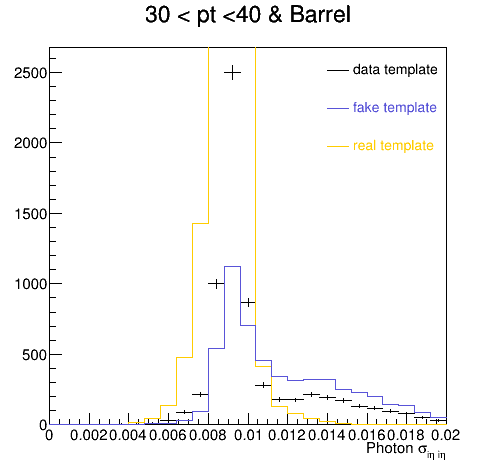 30 < pt <40 & Barrel
2500
2000
1500
1000
500
0
data template
fake template
real template
0 0.002 0.004 0.006 0.008 0.01 0.012 0.014 0.016 0.018 0.02
Photon σiη iη